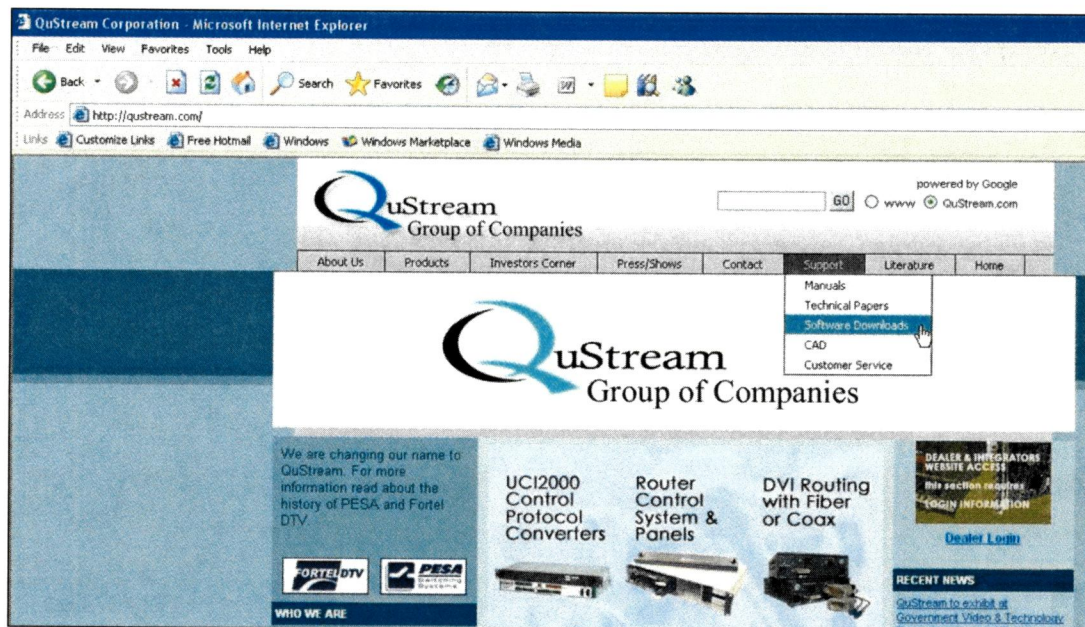 QuStream Corporation - Microsoft Internet Explorer
File Edit View Favorites Tools Help
Back Search Favorites
Address http://qustream.com/
Links Customize Links Free Hotmail Windows Windows Marketplace Windows Media
QuStream
Group of Companies
powered by Google
GO www QuStream.com
About Us Products Investors Corner Press/Shows Contact Support Literature Home
Manuals
Technical Papers
Software Downloads
CAD
Customer Service
QuStream
Group of Companies
We are changing our name to
QuStream. For more
information read about the
history of PESA and Fortel
DTV.
FORTEL DTV
PESA
Switching
Systems
WHO WE ARE
UCI2000
Control
Protocol
Converters
Router
Control
System &
Panels
DVI Routing
with Fiber
or Coax
DEALER & INTEGRATORS
WEBSITE ACCESS
this section requires
LOGIN INFORMATION
Dealer Login
RECENT NEWS
QuStream to exhibit at
Government Video & Technology